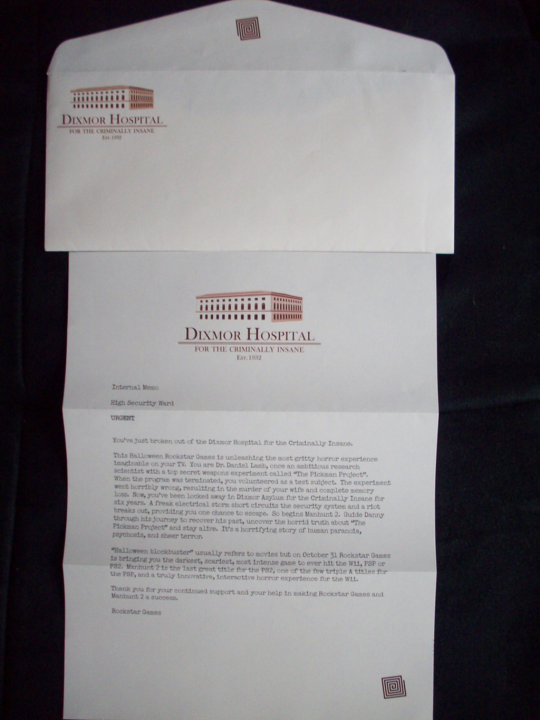 DIXMOR HOSPITAL
FOR THE CRIMINALLY INSANE
EST. 1932
DIXMOR HOSPITAL
FOR THE CRIMINALLY INSANE
EST. 1932
Internal Memo
High Security Ward
URGENT
You've just broken out of the Dixmor Hospital for the Criminally Insane.
This Halloween Rockstar Games is unleashing the most gritty horror experience
imaginable on your TV. You are Dr. Daniel Lamb, once an ambitious research
scientist with a top secret weapons experiment called "The Pickman Project".
When the program was terminated, you volunteered as a test subject. The experiment
went horribly wrong, resulting in the murder of your wife and complete memory
loss. Now, you've been locked away in Dixmor Asylum for the Criminally Insane for
six years. A freak electrical storm short circuits the security system and a riot
breaks out, providing you one chance to escape. So begins Manhunt 2. Guide Danny
through his journey to recover his past, uncover the horrid truth about "The
Pickman Project" and stay alive. It's a horrifying story of human paranoia,
psychosis, and sheer terror.
"Halloween blockbuster" usually refers to movies but on October 31 Rockstar Games
is bringing you the darkest, scariest, most intense game to ever hit the Wii, PSP or
PS2. Manhunt 2 is the last great title for the PS2, one of the few triple A titles for
the PSP, and a truly innovative, interactive horror experience for the Wii.
Thank you for your continued support and your help in making Rockstar Games and
Manhunt 2 a success.
Rockstar Games